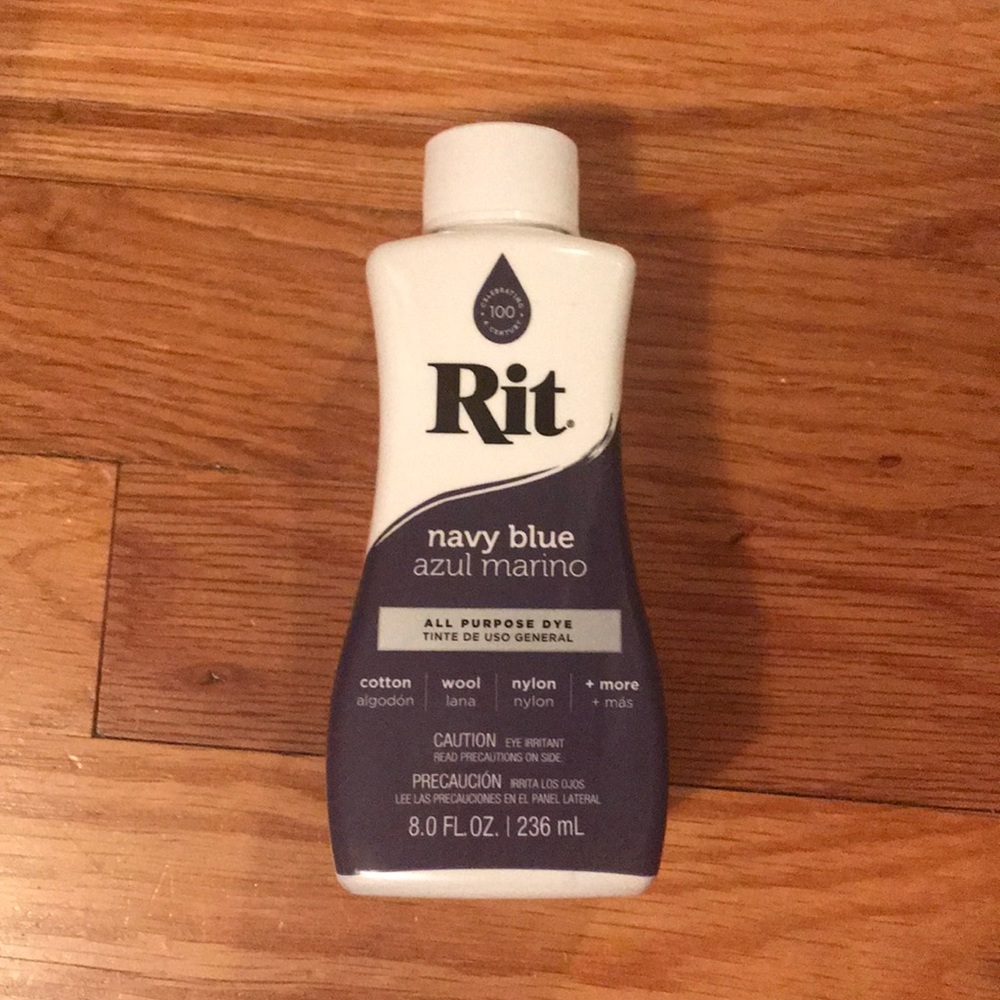 CELEBRATING
100
A CENTURY
Rit®
navy blue
azul marino
ALL PURPOSE DYE
TINTE DE USO GENERAL
cotton | wool | nylon | + more
algodón | lana | nylon | + más
CAUTION EYE IRRITANT
READ PRECAUTIONS ON SIDE.
PRECAUCIÓN IRRITA LOS OJOS
LEE LAS PRECAUCIONES EN EL PANEL LATERAL
8.0 FL.OZ. | 236 mL